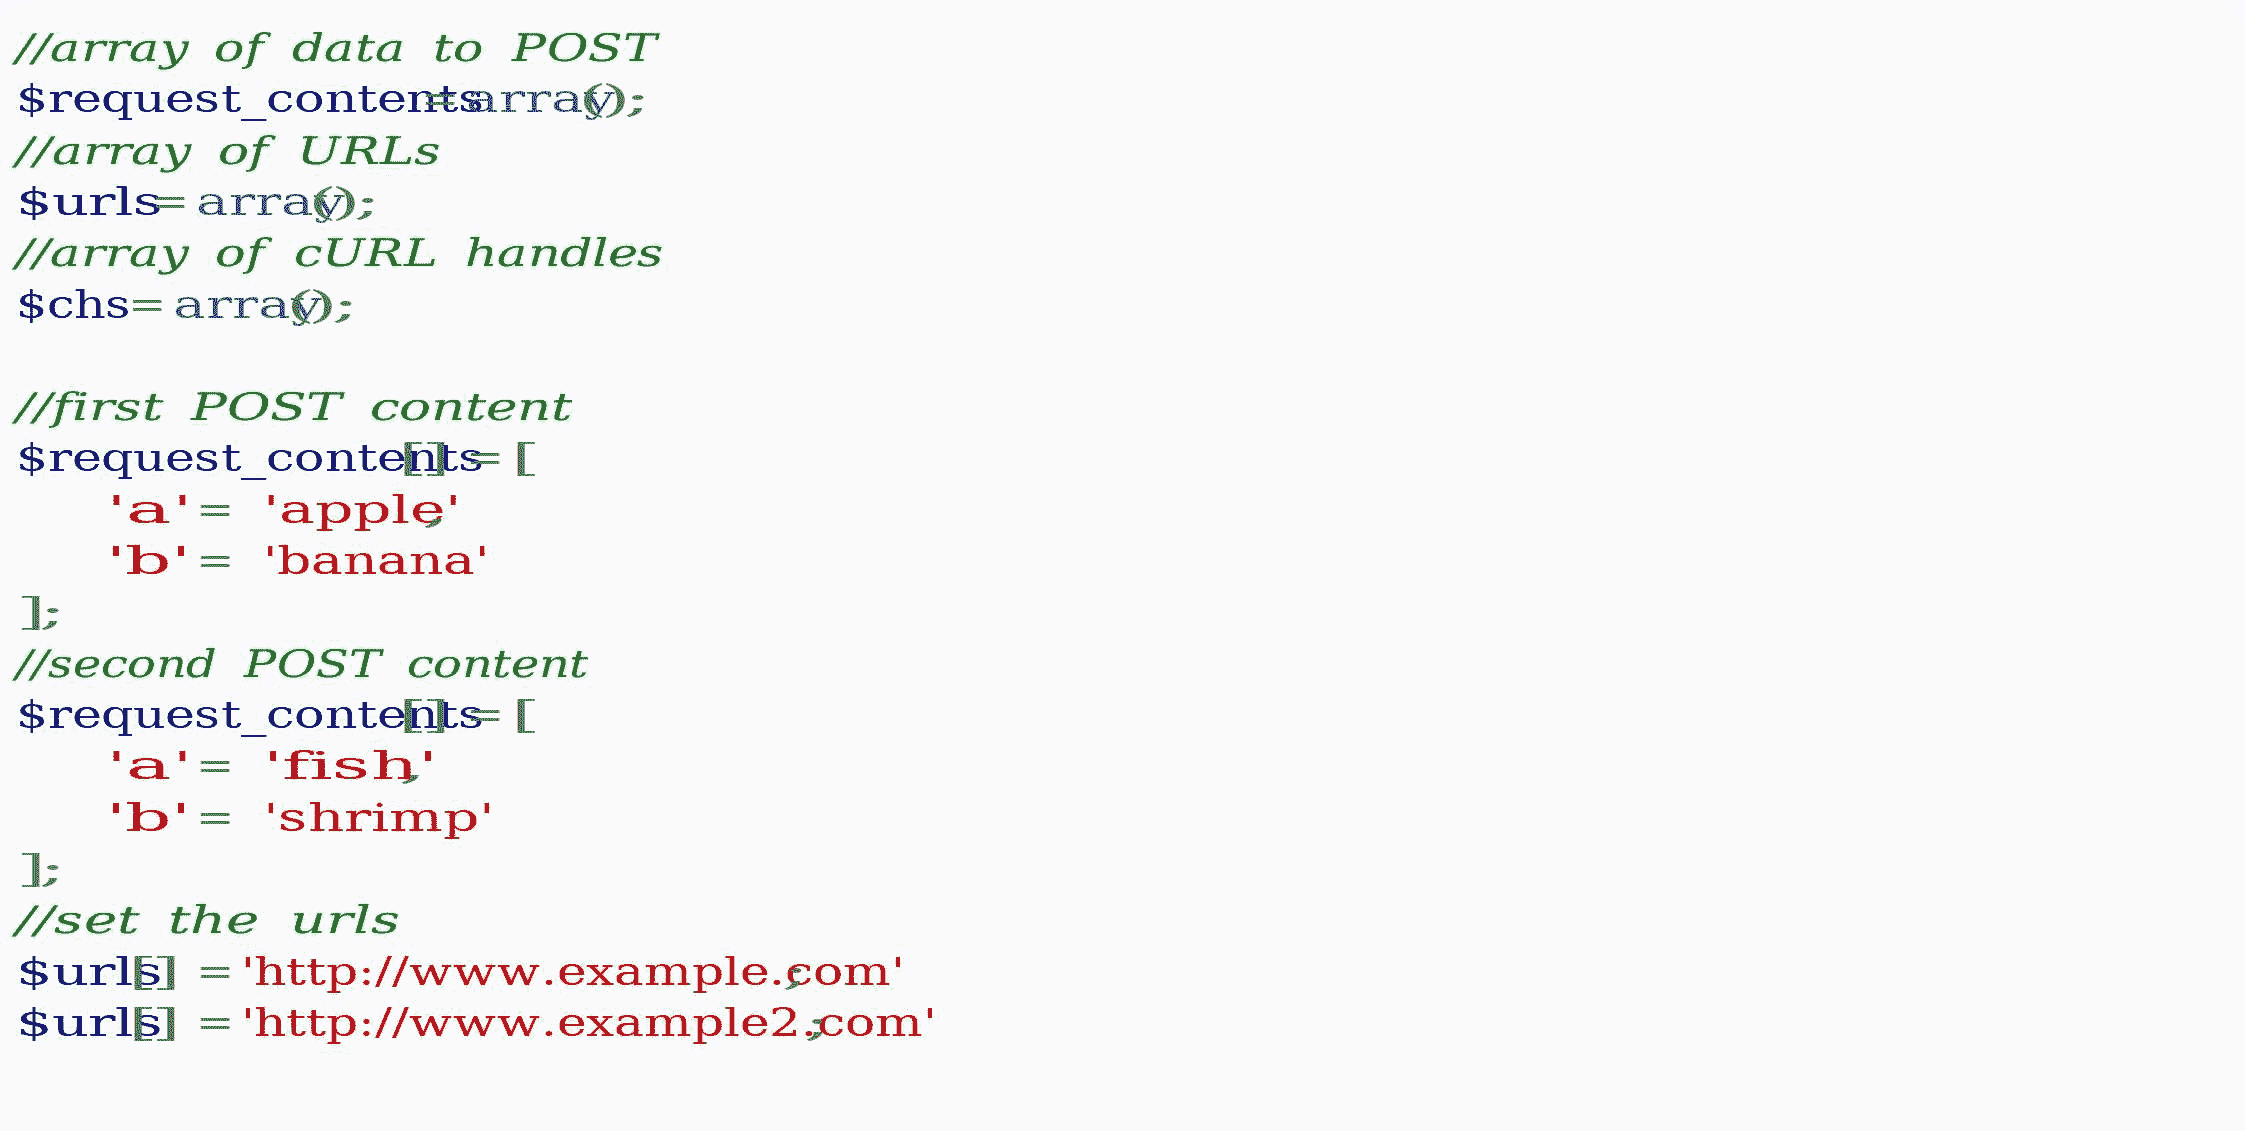 //array of data to POST
$request_contents = array();
//array of URLs
$urls = array();
//array of cURL handles
$chs = array();
//first POST content
$request_contents[] = [
'a' = 'apple',
'b' = 'banana'
];
//second POST content
$request_contents[] = [
'a' = 'fish',
'b' = 'shrimp'
];
//set the urls
$urls[] = 'http://www.example.com';
$urls[] = 'http://www.example2.com';